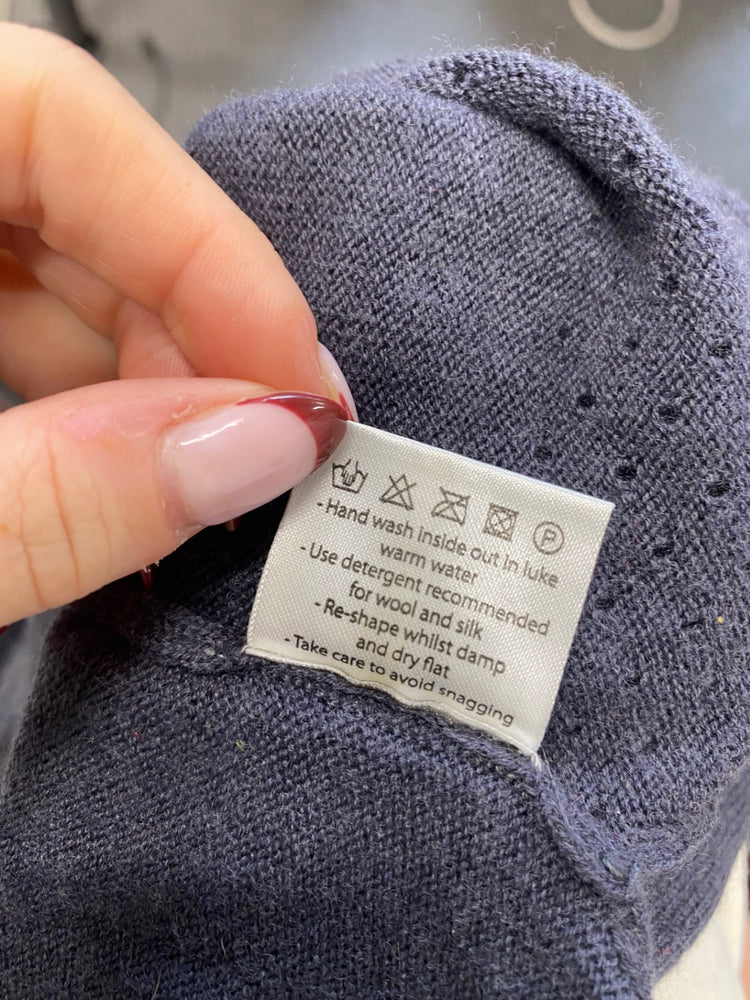 P
- Hand wash inside out in luke
warm water
- Use detergent recommended
for wool and silk
- Re-shape whilst damp
and dry flat
- Take care to avoid snagging